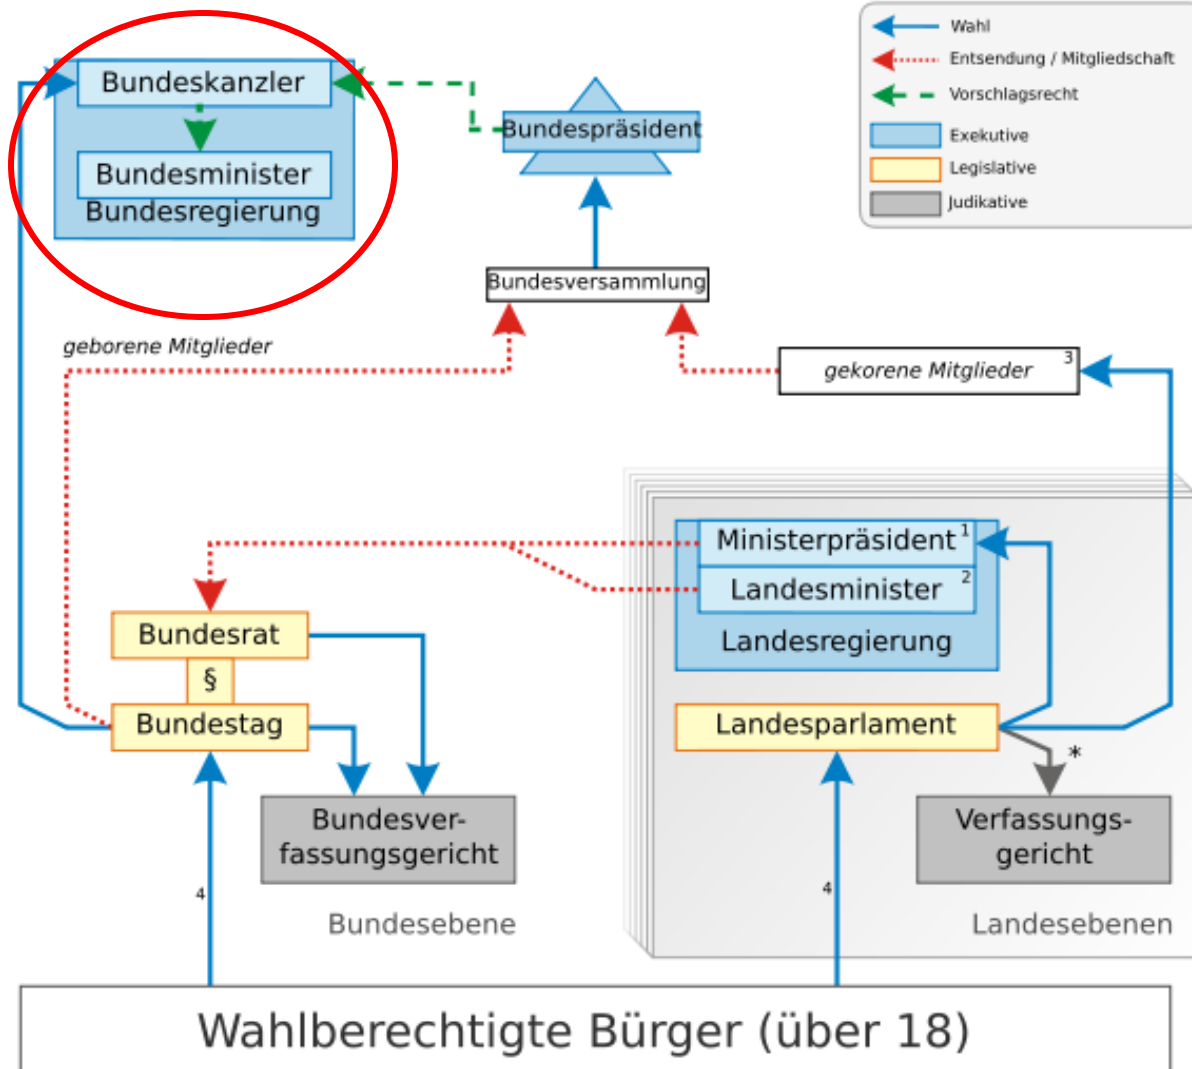 Wahl
Entsendung / Mitgliedschaft
Vorschlagsrecht
Exekutive
Legislative
Judikative
Bundeskanzler
Bundesminister
Bundesregierung
Bundespräsident
Bundesversammlung
geborene Mitglieder
gekorene Mitglieder 3
Ministerpräsident 1
Landesminister 2
Landesregierung
Bundesrat
§
Bundestag
Landesparlament
*
Bundesver-
fassungsgericht
Verfassungs-
gericht
4
4
Bundesebene
Landesebenen
Wahlberechtigte Bürger (über 18)